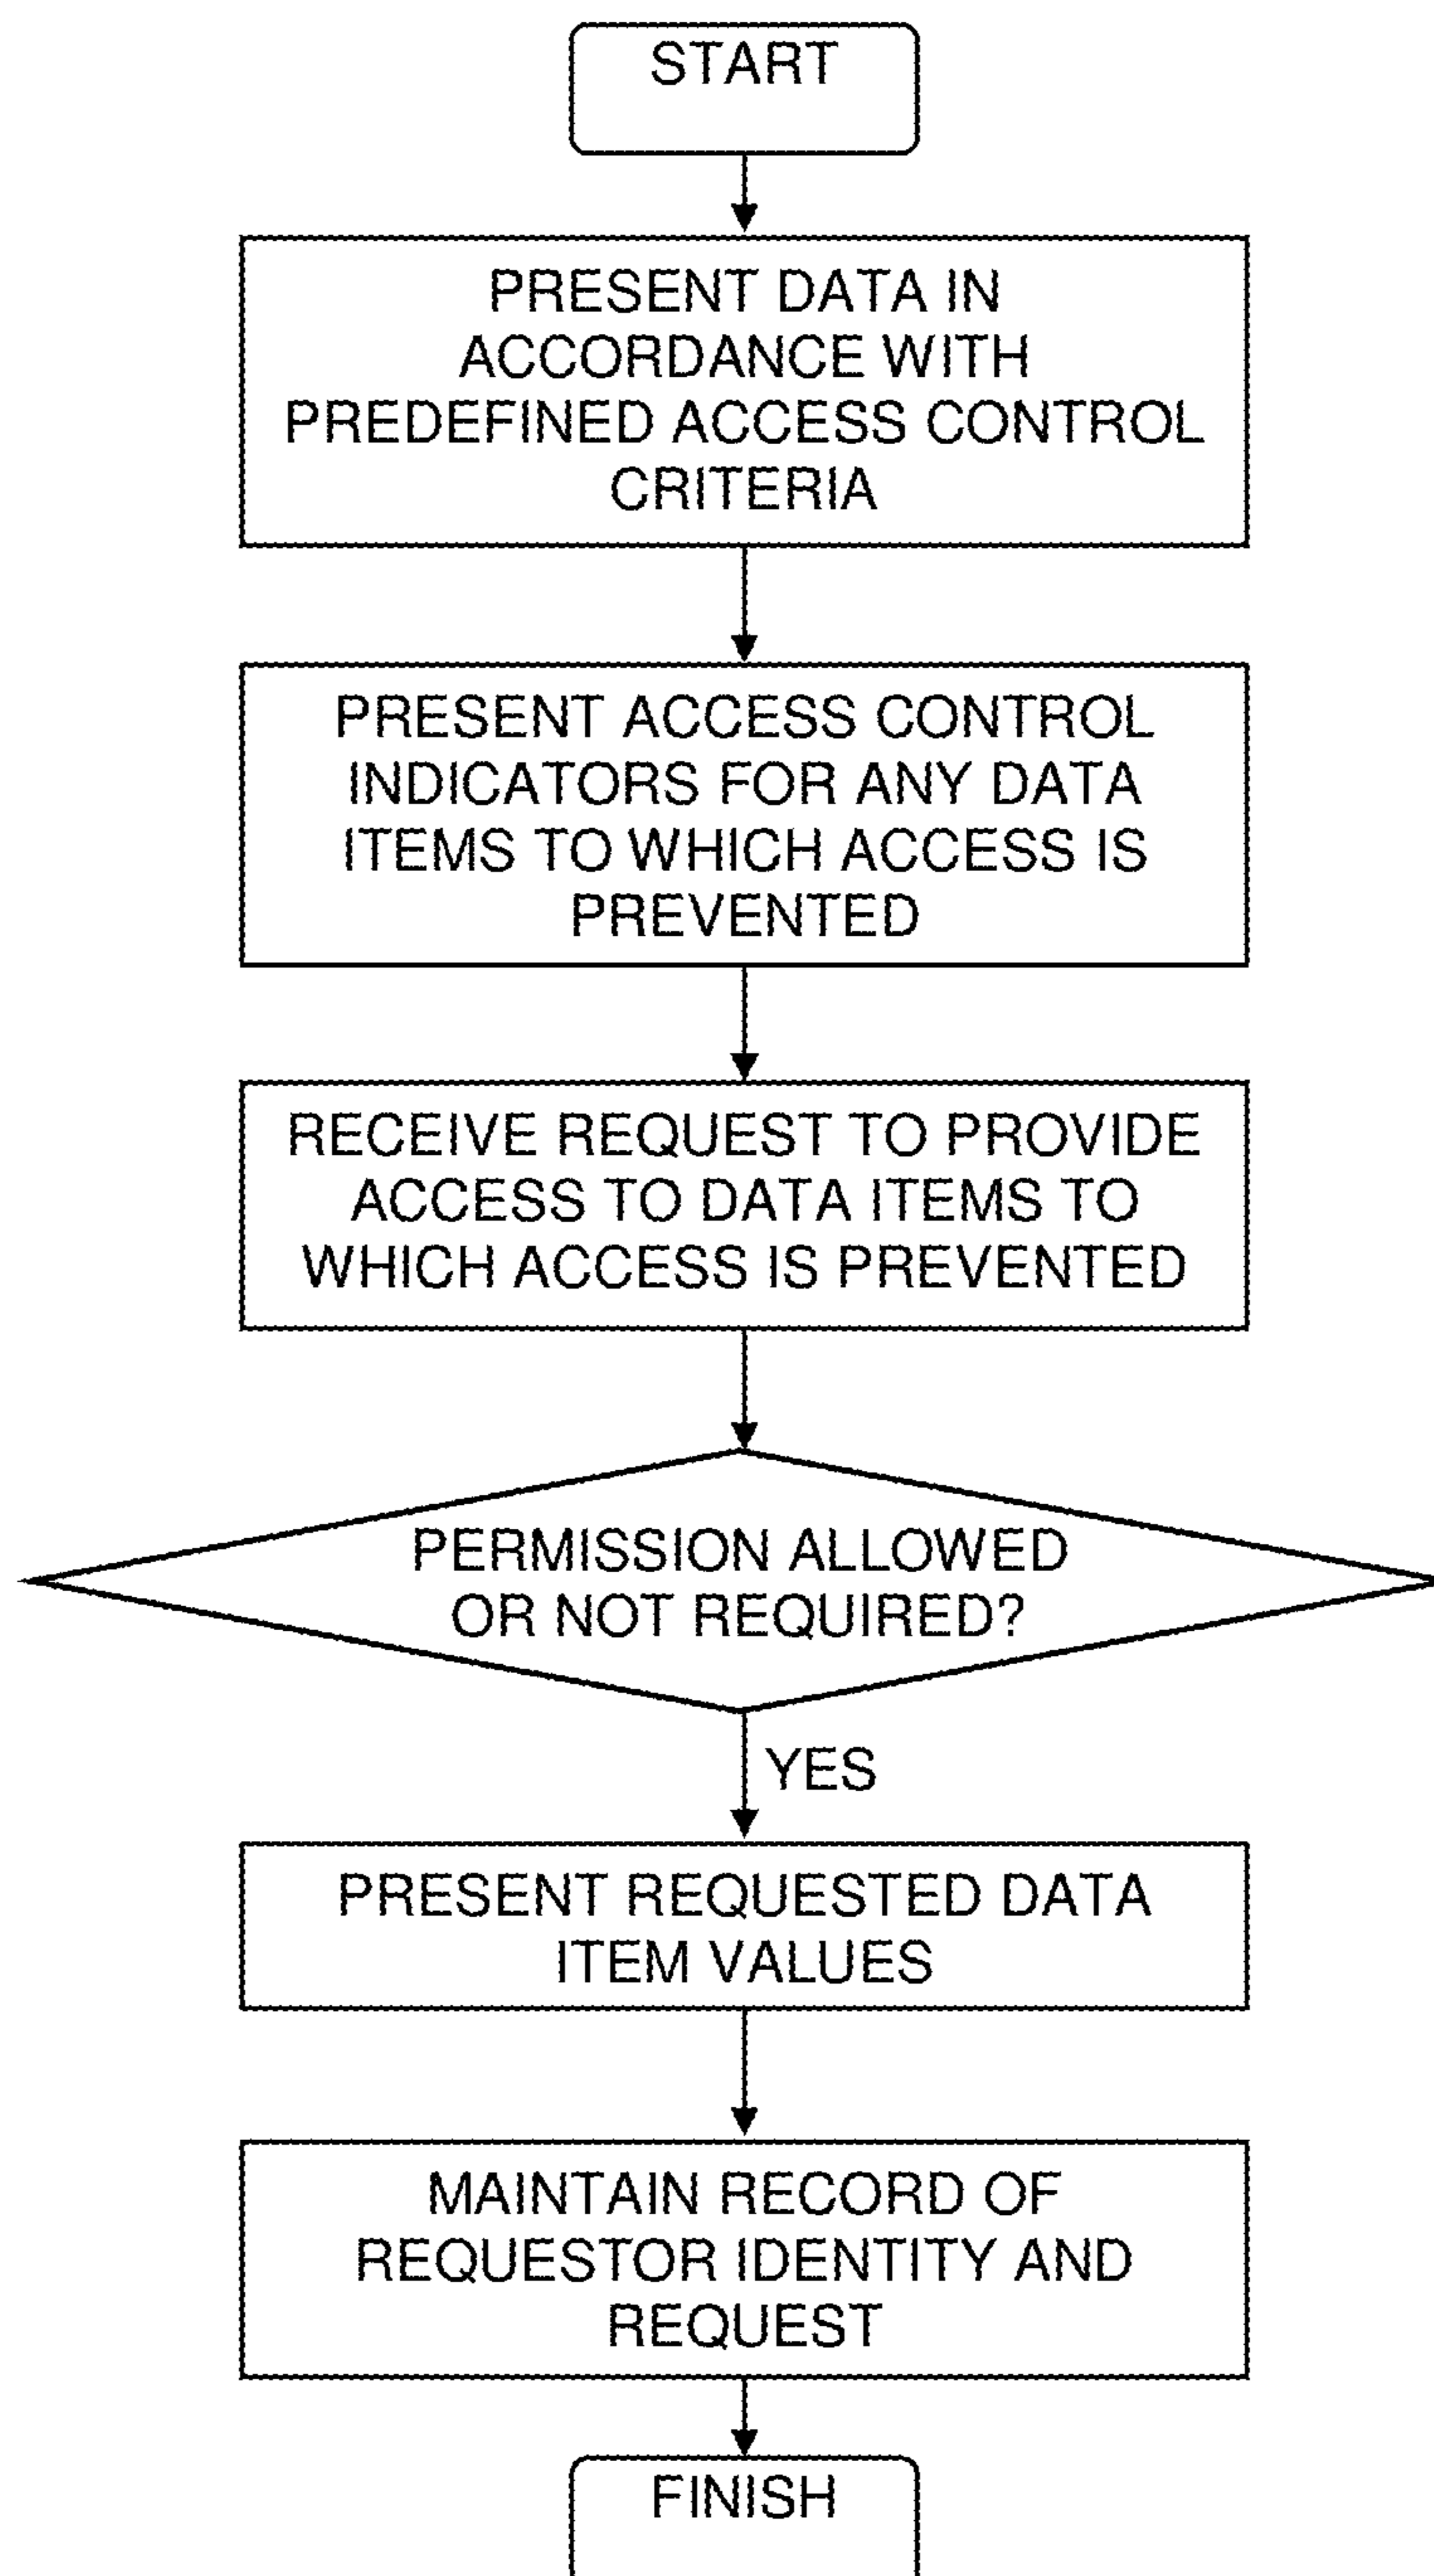 START
PRESENT DATA IN
ACCORDANCE WITH
PREDEFINED ACCESS CONTROL
CRITERIA
PRESENT ACCESS CONTROL
INDICATORS FOR ANY DATA
ITEMS TO WHICH ACCESS IS
PREVENTED
RECEIVE REQUEST TO PROVIDE
ACCESS TO DATA ITEMS TO
WHICH ACCESS IS PREVENTED
PERMISSION ALLOWED
OR NOT REQUIRED?
YES
PRESENT REQUESTED DATA
ITEM VALUES
MAINTAIN RECORD OF
REQUESTOR IDENTITY AND
REQUEST
FINISH